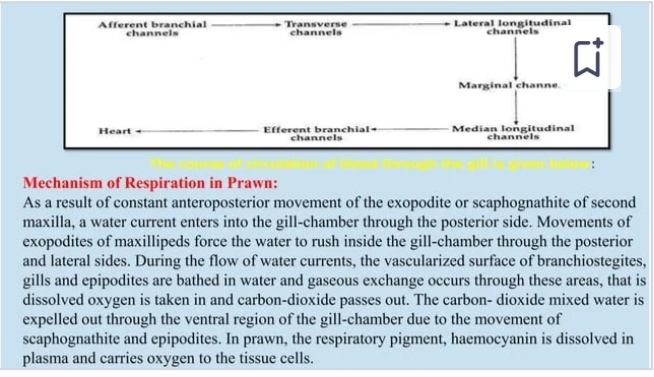 Afferent branchial channels
Transverse channels
Lateral longitudinal channels
Marginal channe.
Heart
Efferent branchial channels
Median longitudinal channels
The course of circulation of blood through the gill is given below:
Mechanism of Respiration in Prawn:
As a result of constant anteroposterior movement of the exopodite or scaphognathite of second
maxilla, a water current enters into the gill-chamber through the posterior side. Movements of
exopodites of maxillipeds force the water to rush inside the gill-chamber through the posterior
and lateral sides. During the flow of water currents, the vascularized surface of branchiostegites,
gills and epipodites are bathed in water and gaseous exchange occurs through these areas, that is
dissolved oxygen is taken in and carbon-dioxide passes out. The carbon- dioxide mixed water is
expelled out through the ventral region of the gill-chamber due to the movement of
scaphognathite and epipodites. In prawn, the respiratory pigment, haemocyanin is dissolved in
plasma and carries oxygen to the tissue cells.